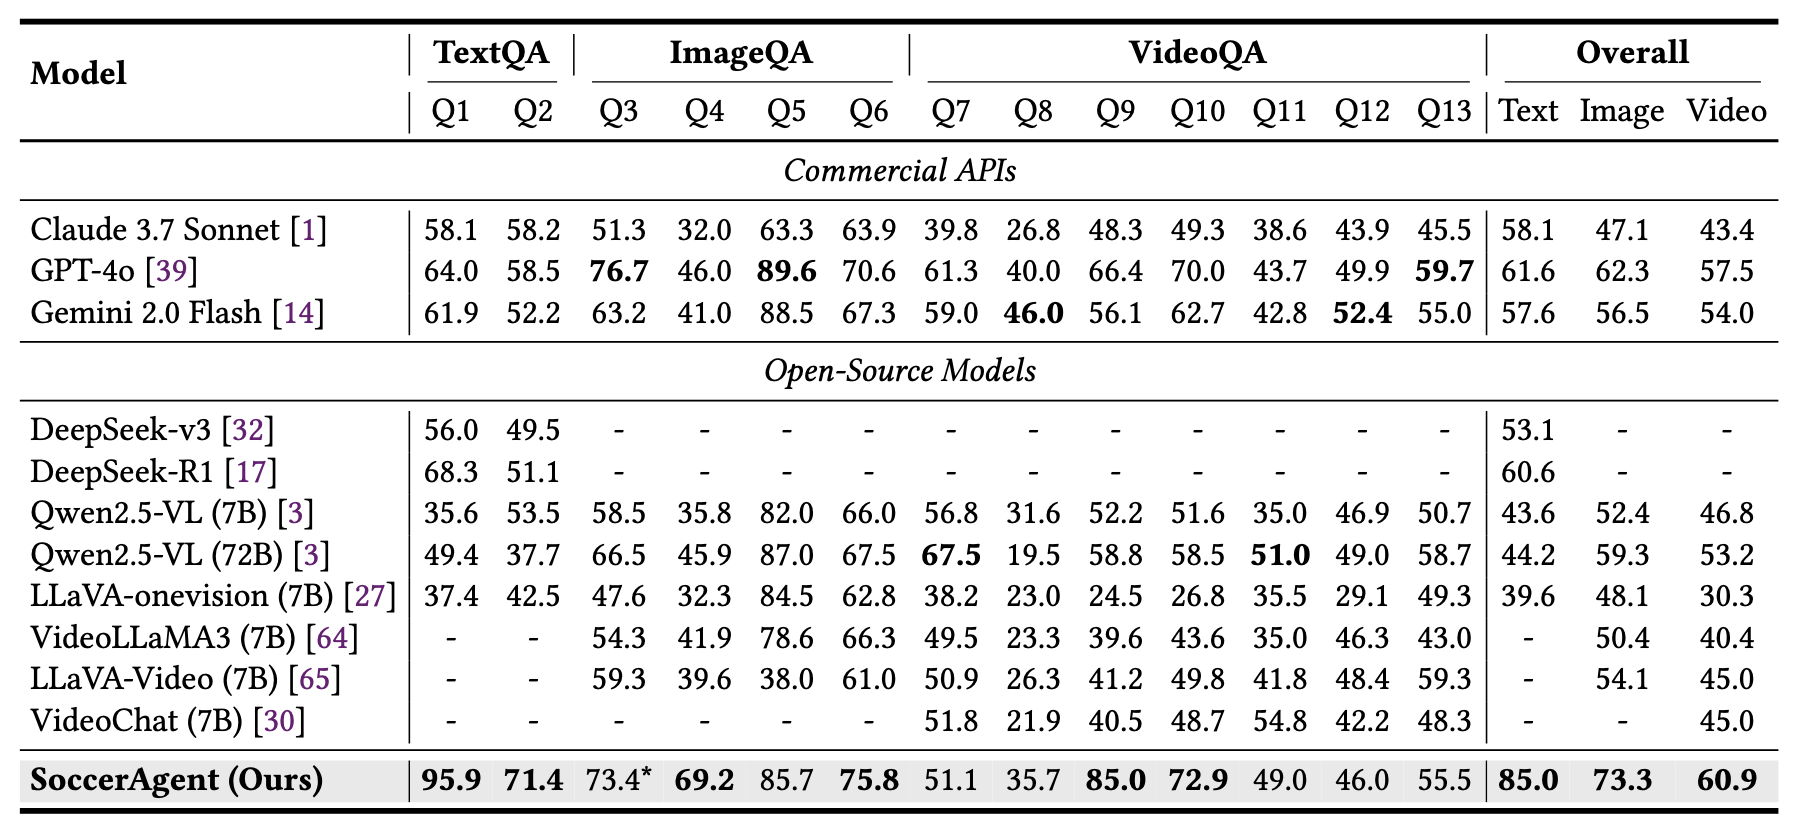 Model TextQA ImageQA VideoQA Overall
Q1 Q2 Q3 Q4 Q5 Q6 Q7 Q8 Q9 Q10 Q11 Q12 Q13 Text Image Video
Commercial APIs
Claude 3.7 Sonnet [1] 58.1 58.2 51.3 32.0 63.3 63.9 39.8 26.8 48.3 49.3 38.6 43.9 45.5 58.1 47.1 43.4
GPT-4o [39] 64.0 58.5 76.7 46.0 89.6 70.6 61.3 40.0 66.4 70.0 43.7 49.9 59.7 61.6 62.3 57.5
Gemini 2.0 Flash [14] 61.9 52.2 63.2 41.0 88.5 67.3 59.0 46.0 56.1 62.7 42.8 52.4 55.0 57.6 56.5 54.0
Open-Source Models
DeepSeek-v3 [32] 56.0 49.5 - - - - - - - - - - - 53.1 - -
DeepSeek-R1 [17] 68.3 51.1 - - - - - - - - - - - 60.6 - -
Qwen2.5-VL (7B) [3] 35.6 53.5 58.5 35.8 82.0 66.0 56.8 31.6 52.2 51.6 35.0 46.9 50.7 43.6 52.4 46.8
Qwen2.5-VL (72B) [3] 49.4 37.7 66.5 45.9 87.0 67.5 67.5 19.5 58.8 58.5 51.0 49.0 58.7 44.2 59.3 53.2
LLaVA-onevision (7B) [27] 37.4 42.5 47.6 32.3 84.5 62.8 38.2 23.0 24.5 26.8 35.5 29.1 49.3 39.6 48.1 30.3
VideoLLaMA3 (7B) [64] - - 54.3 41.9 78.6 66.3 49.5 23.3 39.6 43.6 35.0 46.3 43.0 - 50.4 40.4
LLaVA-Video (7B) [65] - - 59.3 39.6 38.0 61.0 50.9 26.3 41.2 49.8 41.8 48.4 59.3 - 54.1 45.0
VideoChat (7B) [30] - - - - - - 51.8 21.9 40.5 48.7 54.8 42.2 48.3 - - 45.0
SoccerAgent (Ours) 95.9 71.4 73.4* 69.2 85.7 75.8 51.1 35.7 85.0 72.9 49.0 46.0 55.5 85.0 73.3 60.9